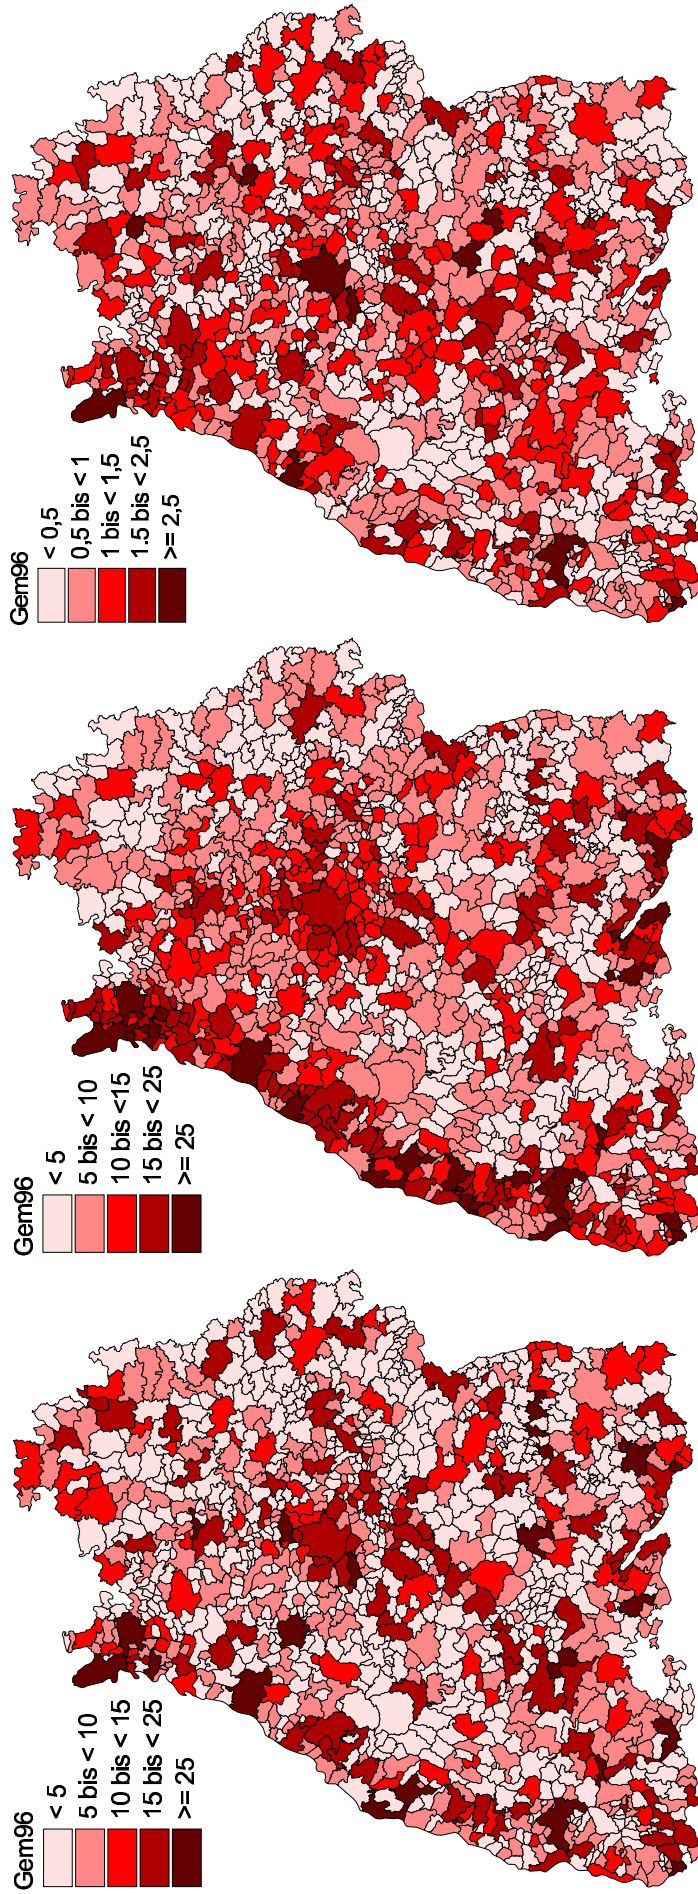 Gem96
< 5
5 bis < 10
10 bis < 15
15 bis < 25
>= 25
Gem96
< 5
5 bis < 10
10 bis <15
15 bis < 25
>= 25
Gem96
< 0,5
0,5 bis < 1
1 bis < 1,5
1.5 bis < 2,5
>= 2,5